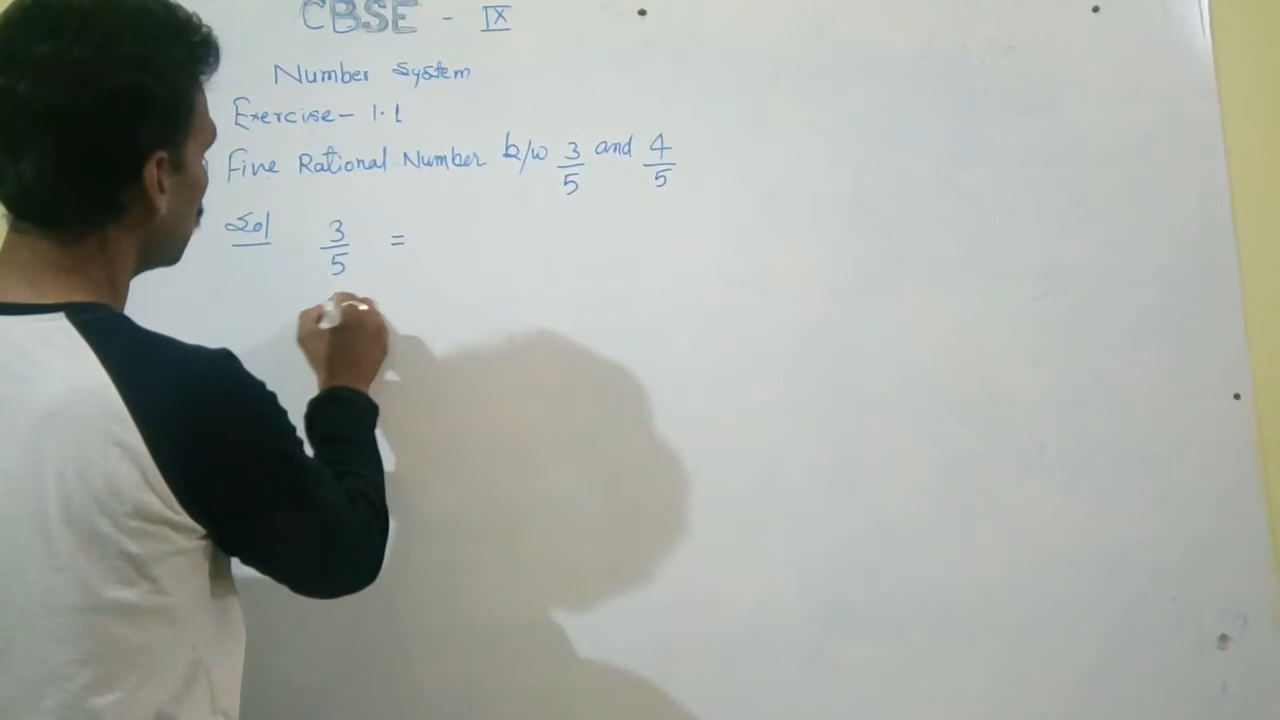 CBSE - IX
Number System
Exercise - 1.1
Five Rational Number b/w 3/5 and 4/5
Sol 3/5 =